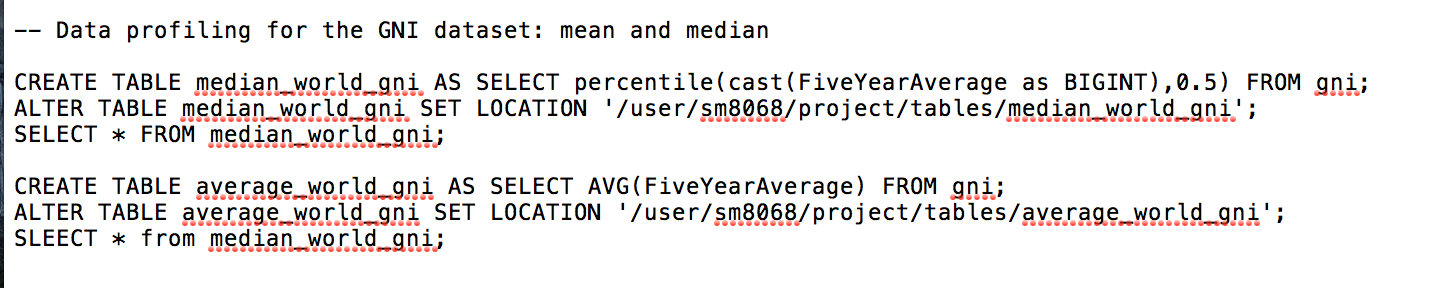 -- Data profiling for the GNI dataset: mean and median
CREATE TABLE median_world_gni AS SELECT percentile(cast(FiveYearAverage as BIGINT),0.5) FROM gni;
ALTER TABLE median_world_gni SET LOCATION '/user/sm8068/project/tables/median_world_gni';
SELECT * FROM median_world_gni;
CREATE TABLE average_world_gni AS SELECT AVG(FiveYearAverage) FROM gni;
ALTER TABLE average_world_gni SET LOCATION '/user/sm8068/project/tables/average_world_gni';
SLEECT * from median_world_gni;